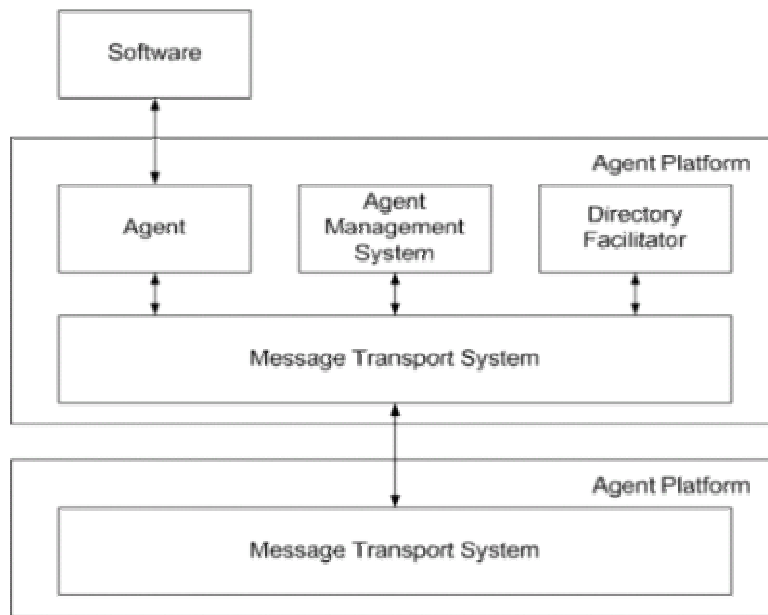 Software
Agent Platform
Agent
Agent
Management
System
Directory
Facilitator
Message Transport System
Agent Platform
Message Transport System